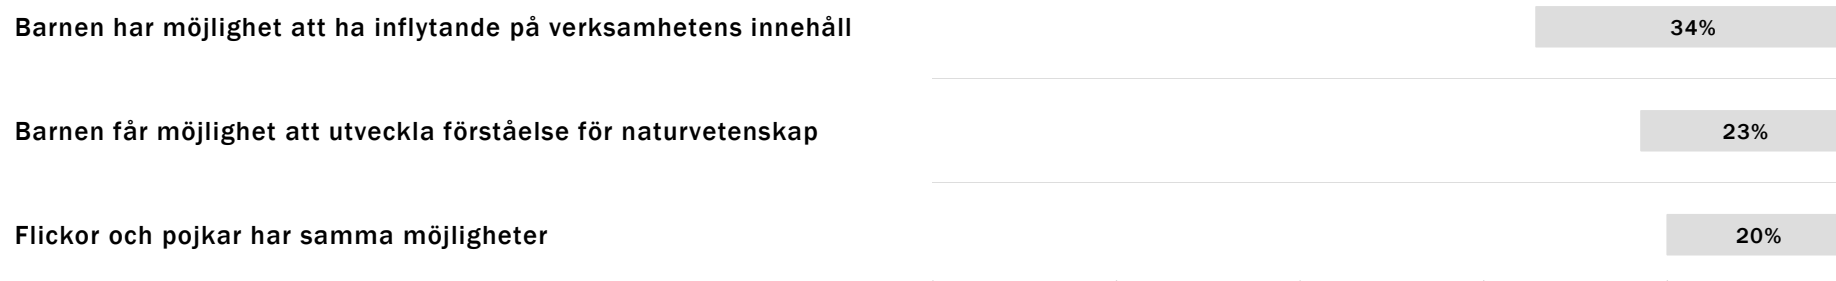 Barnen har möjlighet att ha inflytande på verksamhetens innehåll 34%
Barnen får möjlighet att utveckla förståelse för naturvetenskap 23%
Flickor och pojkar har samma möjligheter 20%